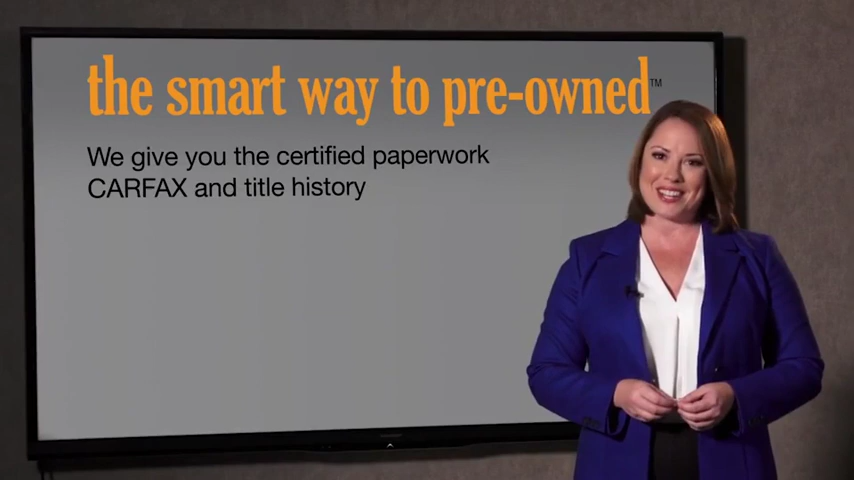 the smart way to pre-owned™
We give you the certified paperwork
CARFAX and title history